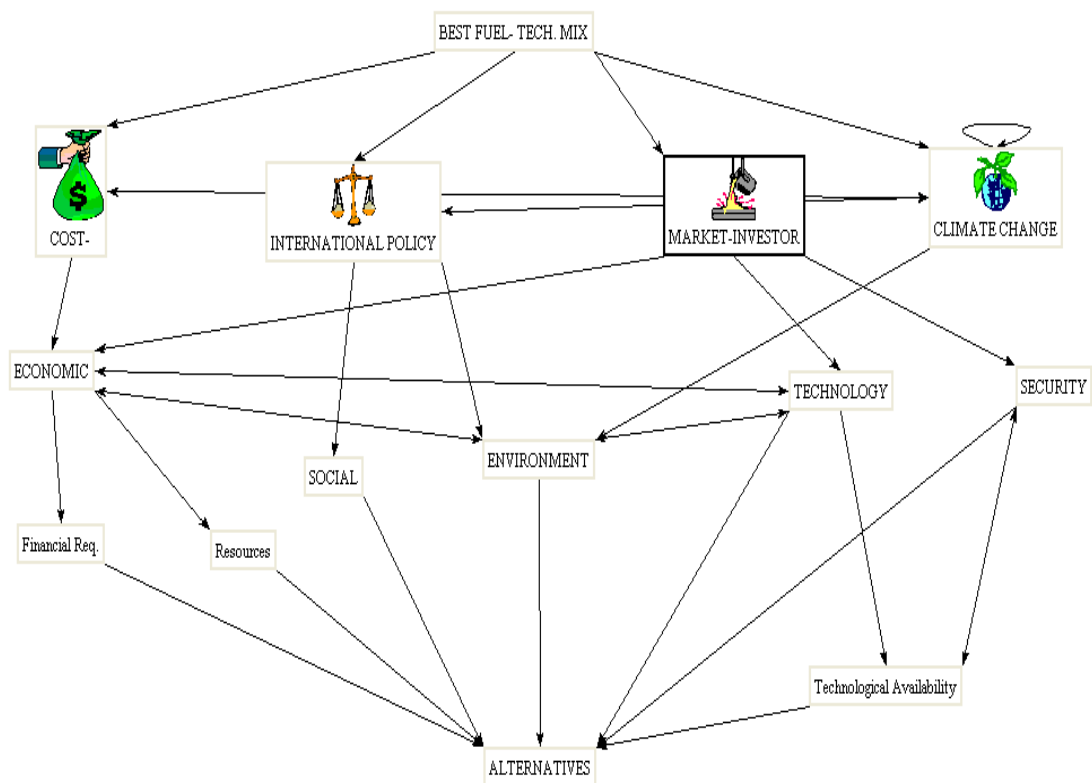 BEST FUEL- TECH. MIX
$
COST-
INTERNATIONAL POLICY
MARKET-INVESTOR
CLIMATE CHANGE
ECONOMIC
TECHNOLOGY
SECURITY
ENVIRONMENT
SOCIAL
Financial Req.
Resources
Technological Availability
ALTERNATIVES